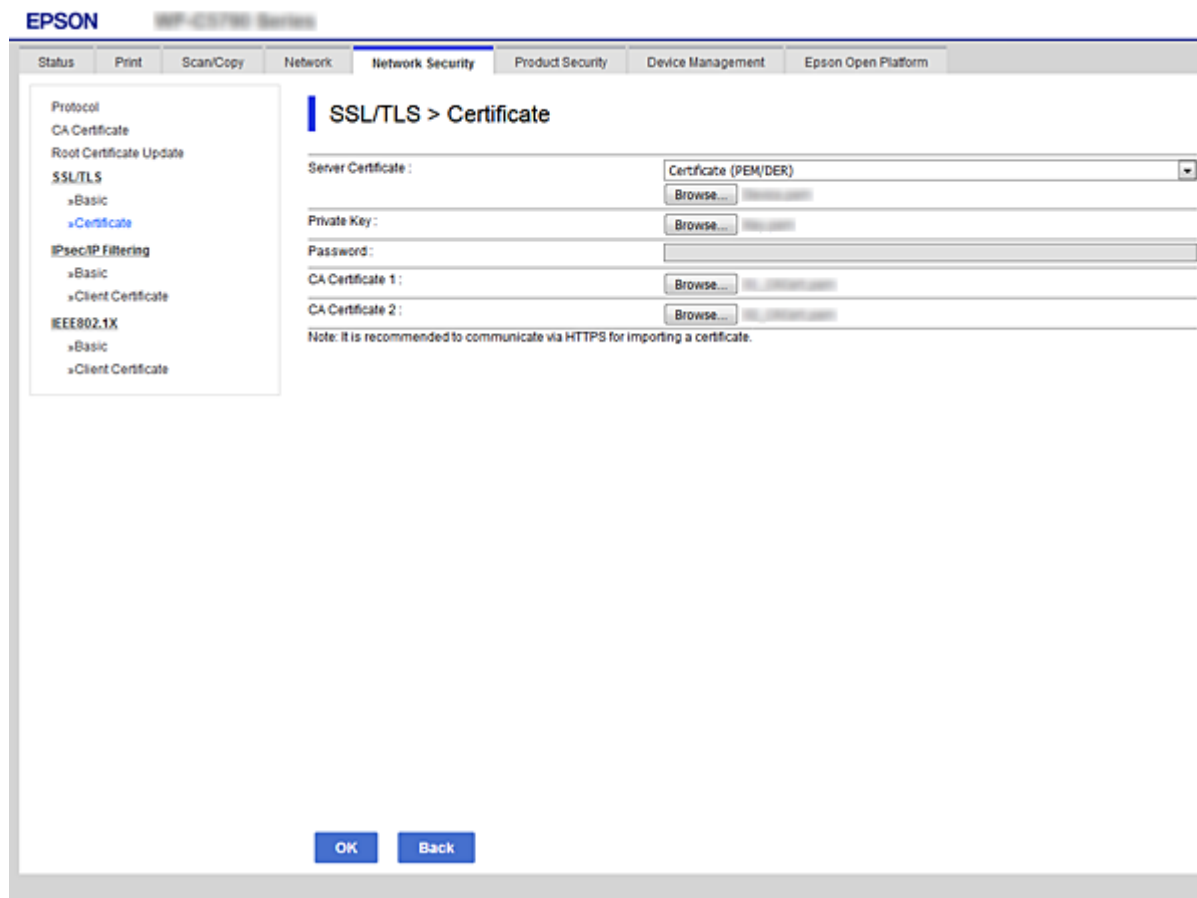 EPSON
Status Print Scan/Copy Network Network Security Product Security Device Management Epson Open Platform
Protocol
CA Certificate
Root Certificate Update
SSL/TLS
»Basic
»Certificate
IPsec/IP Filtering
»Basic
»Client Certificate
IEEE802.1X
»Basic
»Client Certificate
SSL/TLS > Certificate
Server Certificate :
Certificate (PEM/DER)
Browse...
Private Key :
Browse...
Password :
CA Certificate 1 :
Browse...
CA Certificate 2 :
Browse...
Note: It is recommended to communicate via HTTPS for importing a certificate.
OK Back